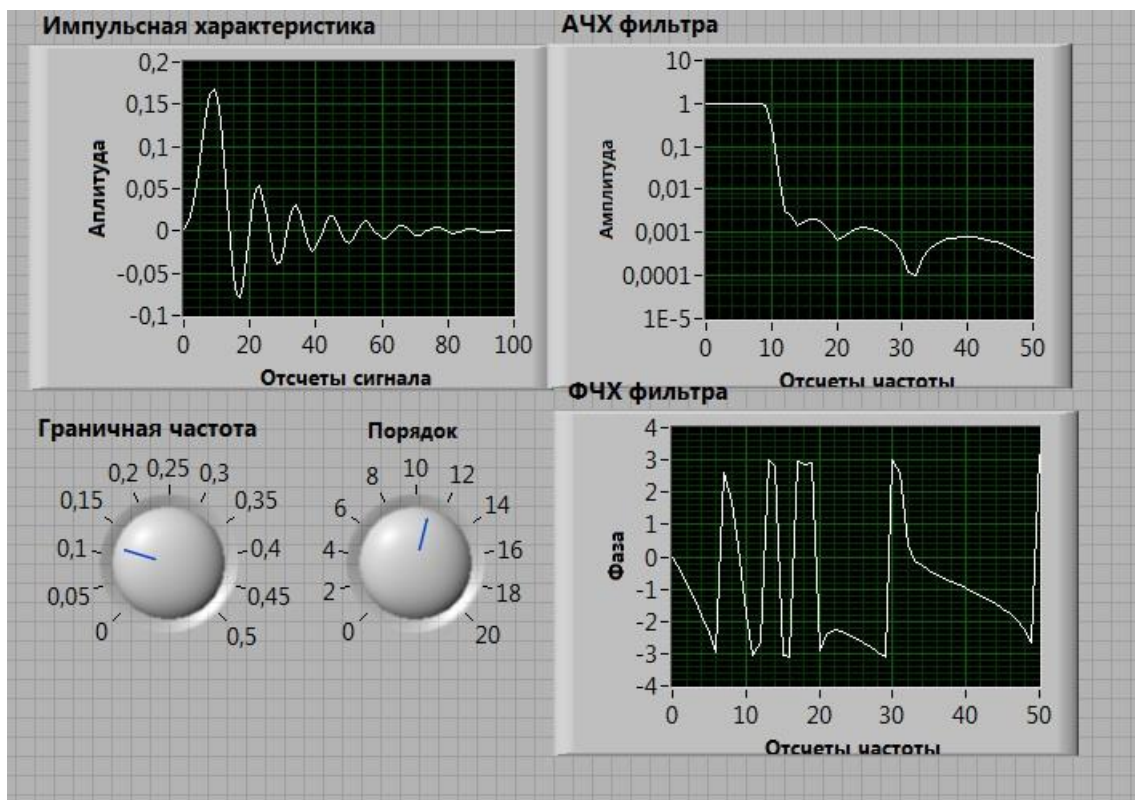 Импульсная характеристика
0,2
0,15
0,1
0,05
0
-0,05
-0,1
Аплитуда
0 20 40 60 80 100
Отсчеты сигнала
АЧХ фильтра
10
1
0,1
0,01
0,001
0,0001
1E-5
Амплитуда
0 10 20 30 40 50
Отсчеты частоты
Граничная частота
0
0,05
0,1
0,15
0,2
0,25
0,3
0,35
0,4
0,45
0,5
Порядок
0
2
4
6
8
10
12
14
16
18
20
ФЧХ фильтра
4
3
2
1
0
-1
-2
-3
-4
Фаза
0 10 20 30 40 50
Отсчеты частоты